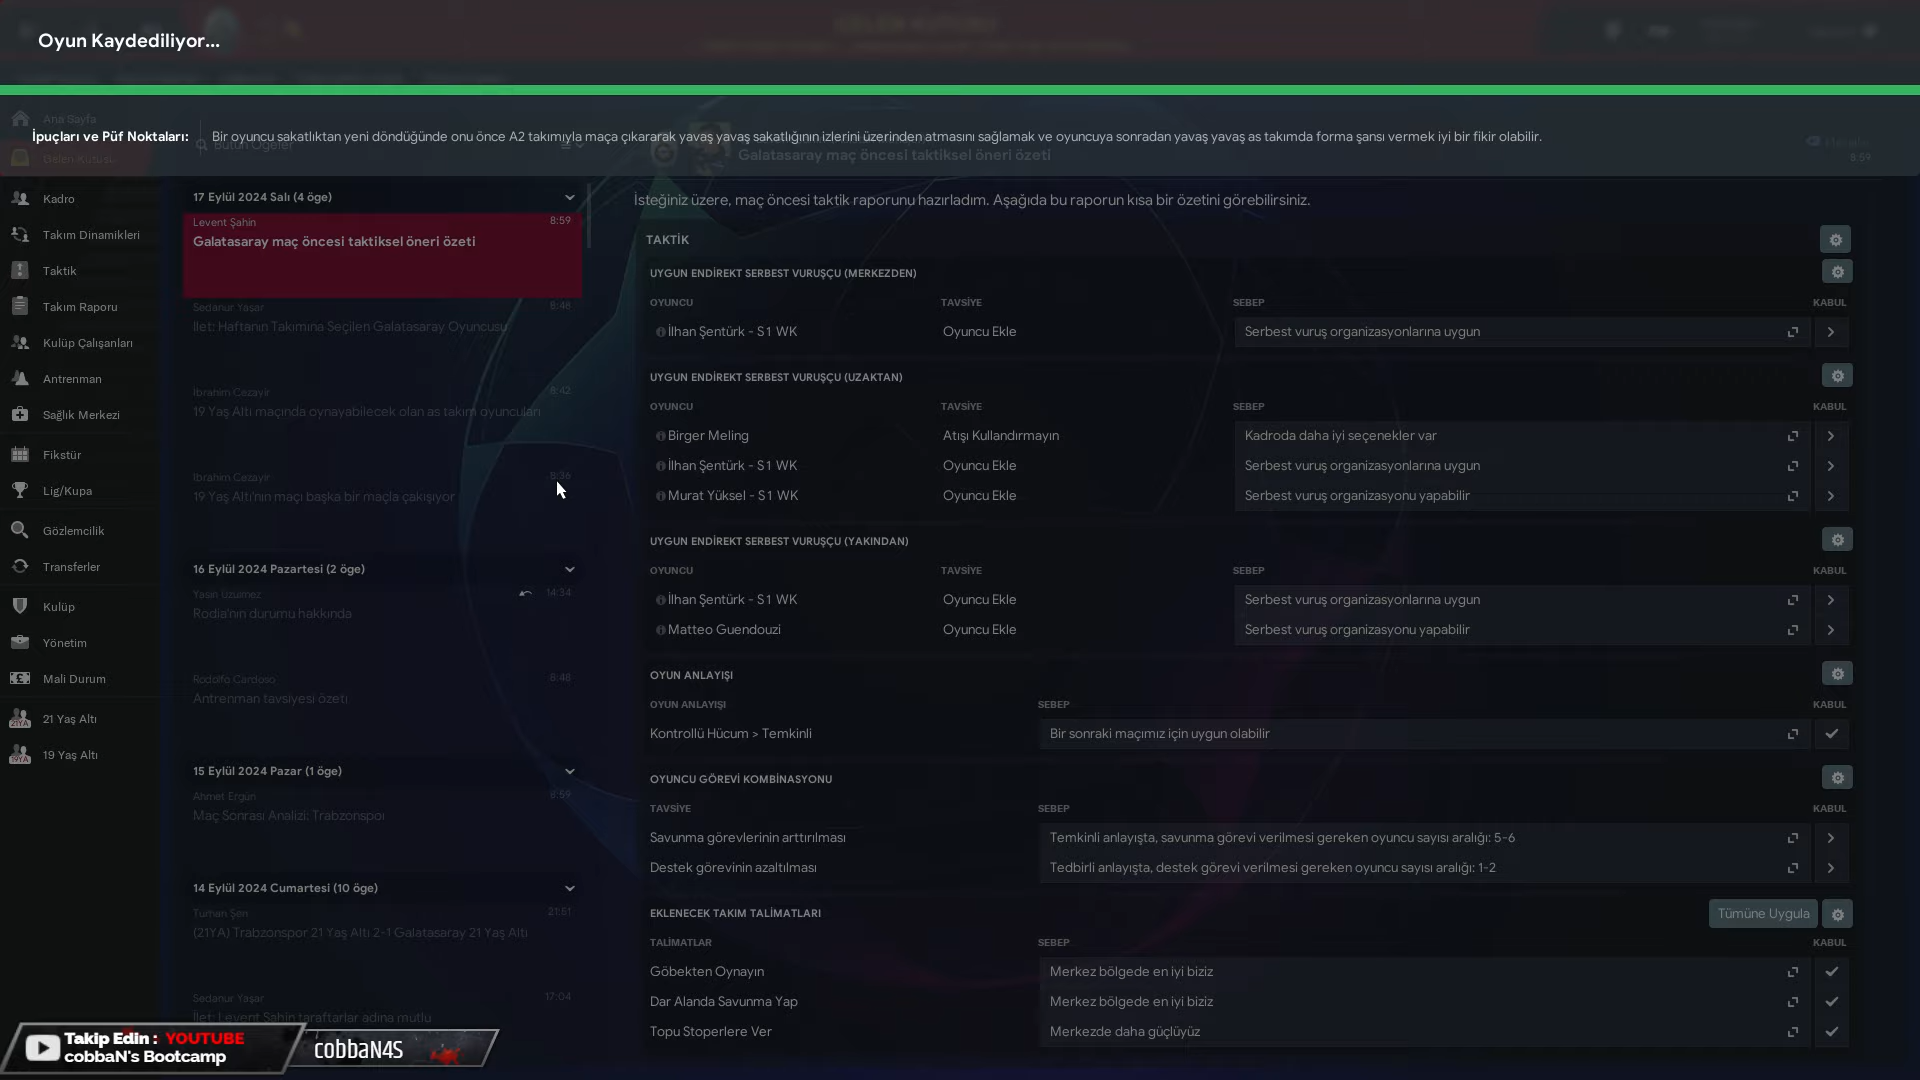 Oyun Kaydediliyor...
İpuçları ve Püf Noktaları:
Bir oyuncu sakatlıktan yeni döndüğünde onu önce A2 takımıyla maça çıkararak yavaş yavaş sakatlığının izlerini üzerinden atmasını sağlamak ve oyuncuya sonradan yavaş yavaş as takımda forma şansı vermek iyi bir fikir olabilir.
Ana Sayfa
Gelen Kutusu
Kadro
Takım Dinamikleri
Taktik
Takım Raporu
Kulüp Çalışanları
Antrenman
Sağlık Merkezi
Fikstür
Lig/Kupa
Gözlemcilik
Transferler
Kulüp
Yönetim
Mali Durum
21 Yaş Altı
19 Yaş Altı
Bütün Öğeler
17 Eylül 2024 Salı (4 öge)
Levent Şahin 8:59
Galatasaray maç öncesi taktiksel öneri özeti
Sedanur Yaşar 8:48
İlet: Haftanın Takımına Seçilen Galatasaray Oyuncusu
İbrahim Cezayir 8:42
19 Yaş Altı maçında oynayabilecek olan as takım oyuncuları
İbrahim Cezayir 8:36
19 Yaş Altı'nın maçı başka bir maçla çakışıyor
16 Eylül 2024 Pazartesi (2 öge)
Yasin Üzülmez 14:34
Rodia'nın durumu hakkında
Rodolfo Cardoso 8:48
Antrenman tavsiyesi özeti
15 Eylül 2024 Pazar (1 öge)
Ahmet Ergün 8:59
Maç Sonrası Analizi: Trabzonspor
14 Eylül 2024 Cumartesi (10 öge)
Turhan Şen 21:51
(21YA) Trabzonspor 21 Yaş Altı 2-1 Galatasaray 21 Yaş Altı
Sedanur Yaşar 17:04
İlet: Levent Şahin taraftarlar adına mutlu
Galatasaray maç öncesi taktiksel öneri özeti
8:59
İsteğiniz üzere, maç öncesi taktik raporunu hazırladım. Aşağıda bu raporun kısa bir özetini görebilirsiniz.
TAKTİK
UYGUN ENDİREKT SERBEST VURUŞÇU (MERKEZDEN)
OYUNCU TAVSİYE SEBEP KABUL
İlhan Şentürk - S1 WK Oyuncu Ekle Serbest vuruş organizasyonlarına uygun
UYGUN ENDİREKT SERBEST VURUŞÇU (UZAKTAN)
OYUNCU TAVSİYE SEBEP KABUL
Birger Meling Atışı Kullandırmayın Kadroda daha iyi seçenekler var
İlhan Şentürk - S1 WK Oyuncu Ekle Serbest vuruş organizasyonlarına uygun
Murat Yüksel - S1 WK Oyuncu Ekle Serbest vuruş organizasyonu yapabilir
UYGUN ENDİREKT SERBEST VURUŞÇU (YAKINDAN)
OYUNCU TAVSİYE SEBEP KABUL
İlhan Şentürk - S1 WK Oyuncu Ekle Serbest vuruş organizasyonlarına uygun
Matteo Guendouzi Oyuncu Ekle Serbest vuruş organizasyonu yapabilir
OYUN ANLAYIŞI
OYUN ANLAYIŞI SEBEP KABUL
Kontrollü Hücum > Temkinli Bir sonraki maçımız için uygun olabilir
OYUNCU GÖREVİ KOMBİNASYONU
TAVSİYE SEBEP KABUL
Savunma görevlerinin arttırılması Temkinli anlayışta, savunma görevi verilmesi gereken oyuncu sayısı aralığı: 5-6
Destek görevinin azaltılması Tedbirli anlayışta, destek görevi verilmesi gereken oyuncu sayısı aralığı: 1-2
EKLENECEK TAKIM TALİMATLARI Tümüne Uygula
TALİMATLAR SEBEP KABUL
Göbekten Oynayın Merkez bölgede en iyi biziz
Dar Alanda Savunma Yap Merkez bölgede en iyi biziz
Topu Stoperlere Ver Merkezde daha güçlüyüz
Takip Edin : YOUTUBE
cobbaN's Bootcamp
cobbaN4S